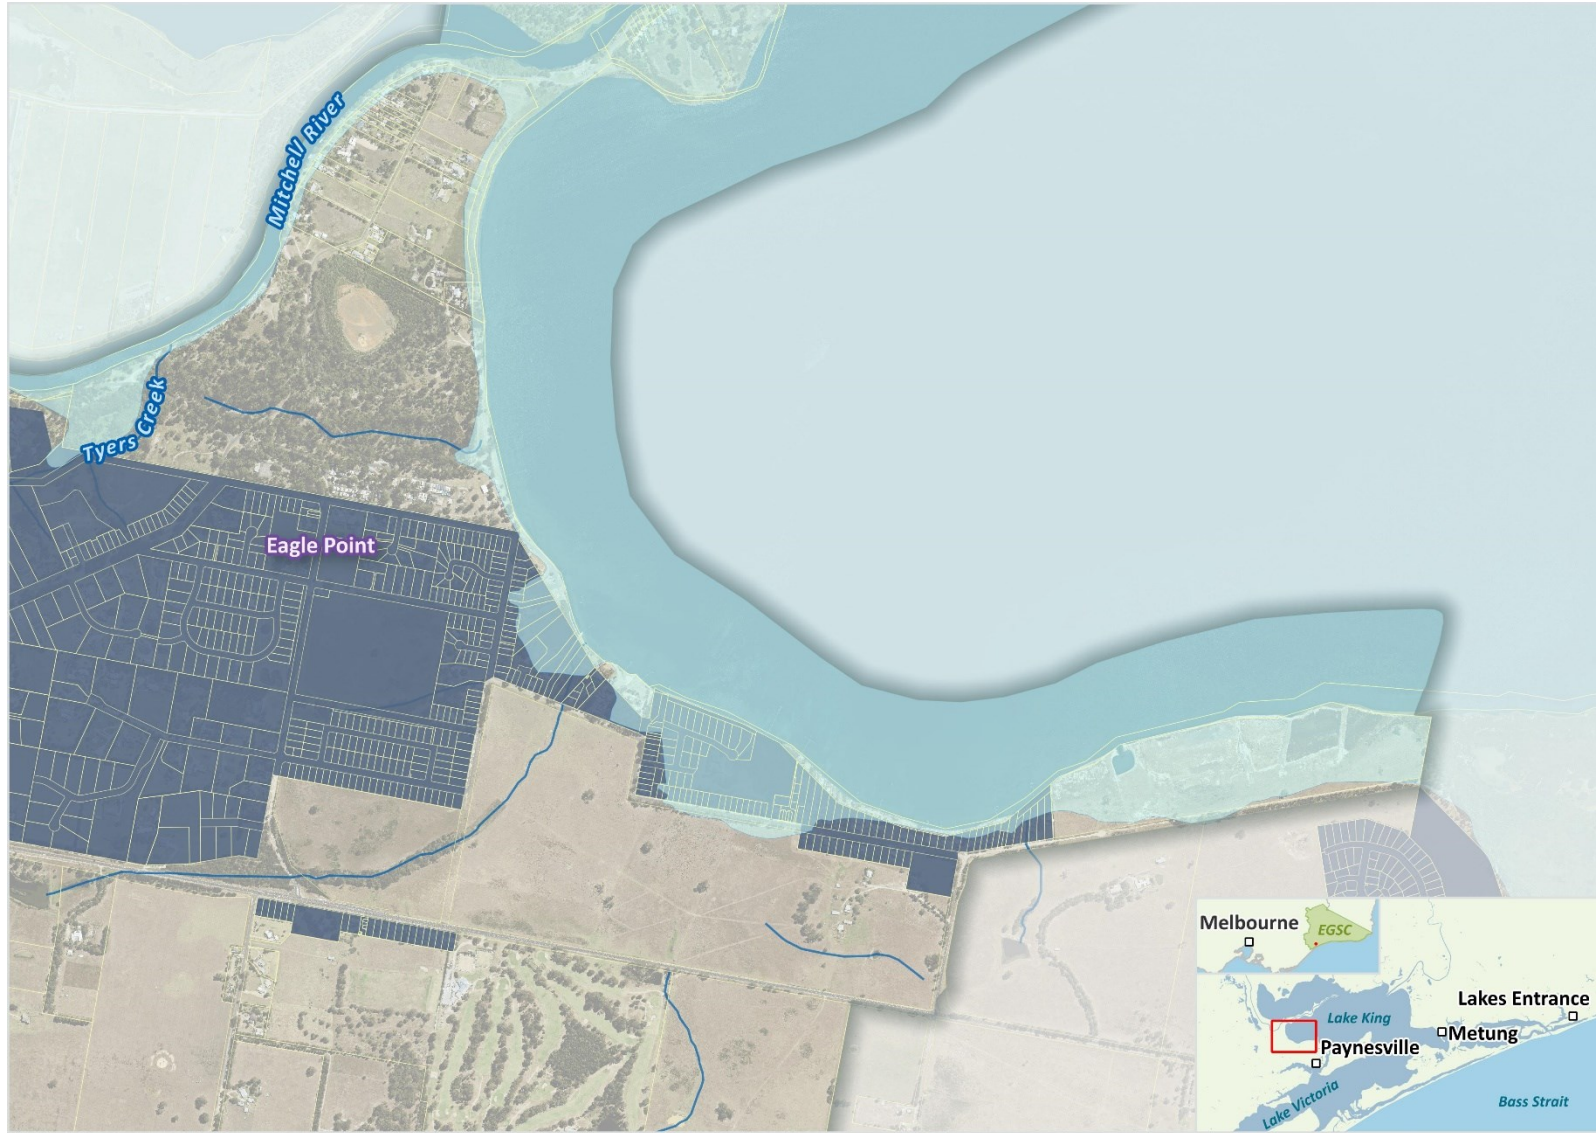 Mitchell River
Tyers Creek
Eagle Point
Melbourne
EGSC
Lakes Entrance
Lake King
Metung
Paynesville
Lake Victoria
Bass Strait